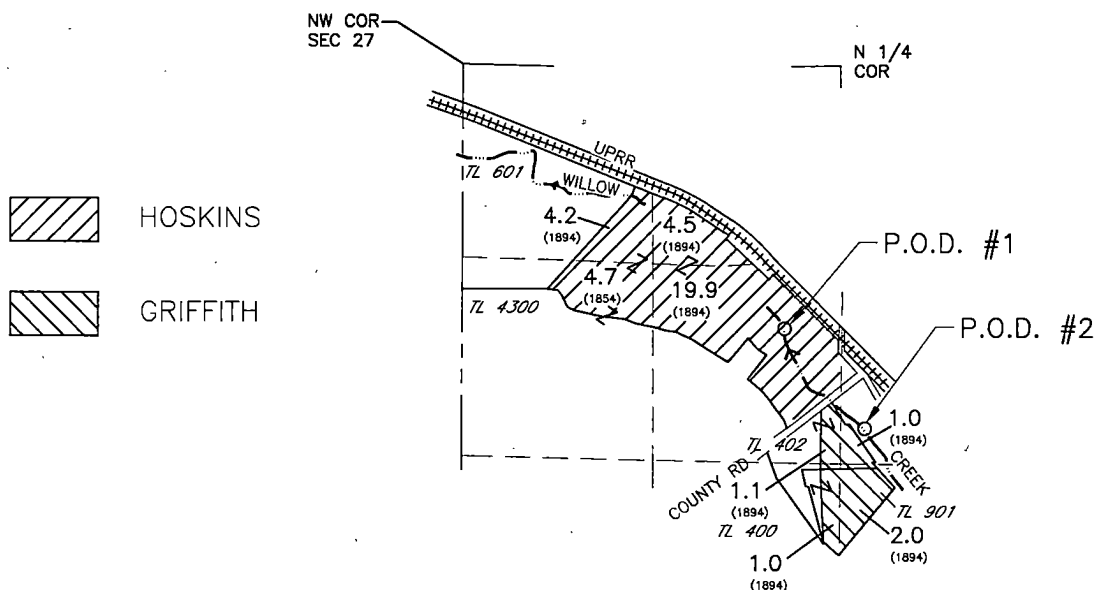 NW COR
SEC 27
N 1/4
COR
UPRR
TL 601
WILLOW
HOSKINS
4.2
(1894)
4.5
(1894)
P.O.D. #1
4.7
(1854)
19.9
(1894)
TL 4300
GRIFFITH
P.O.D. #2
1.0
(1894)
TL 402
COUNTY RD
CREEK
1.1
(1894)
TL 400
TL 901
2.0
(1894)
1.0
(1894)